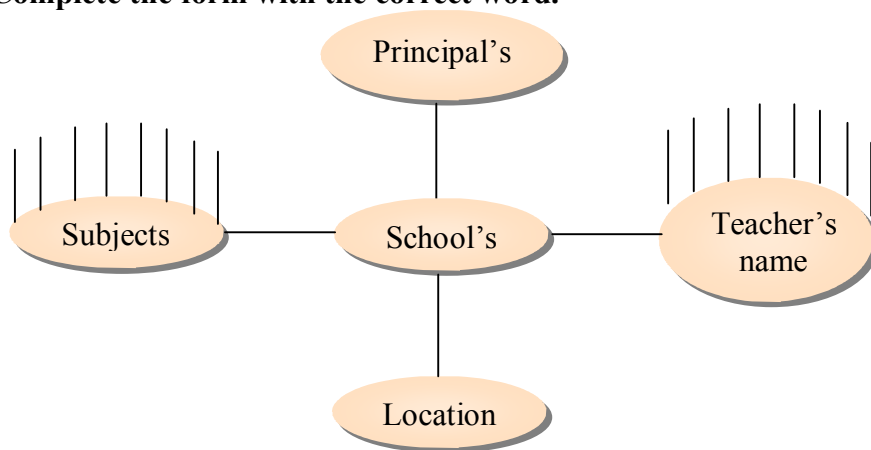 Complete the form with the correct word.
Principal’s
Subjects
School’s
Teacher’s
name
Location